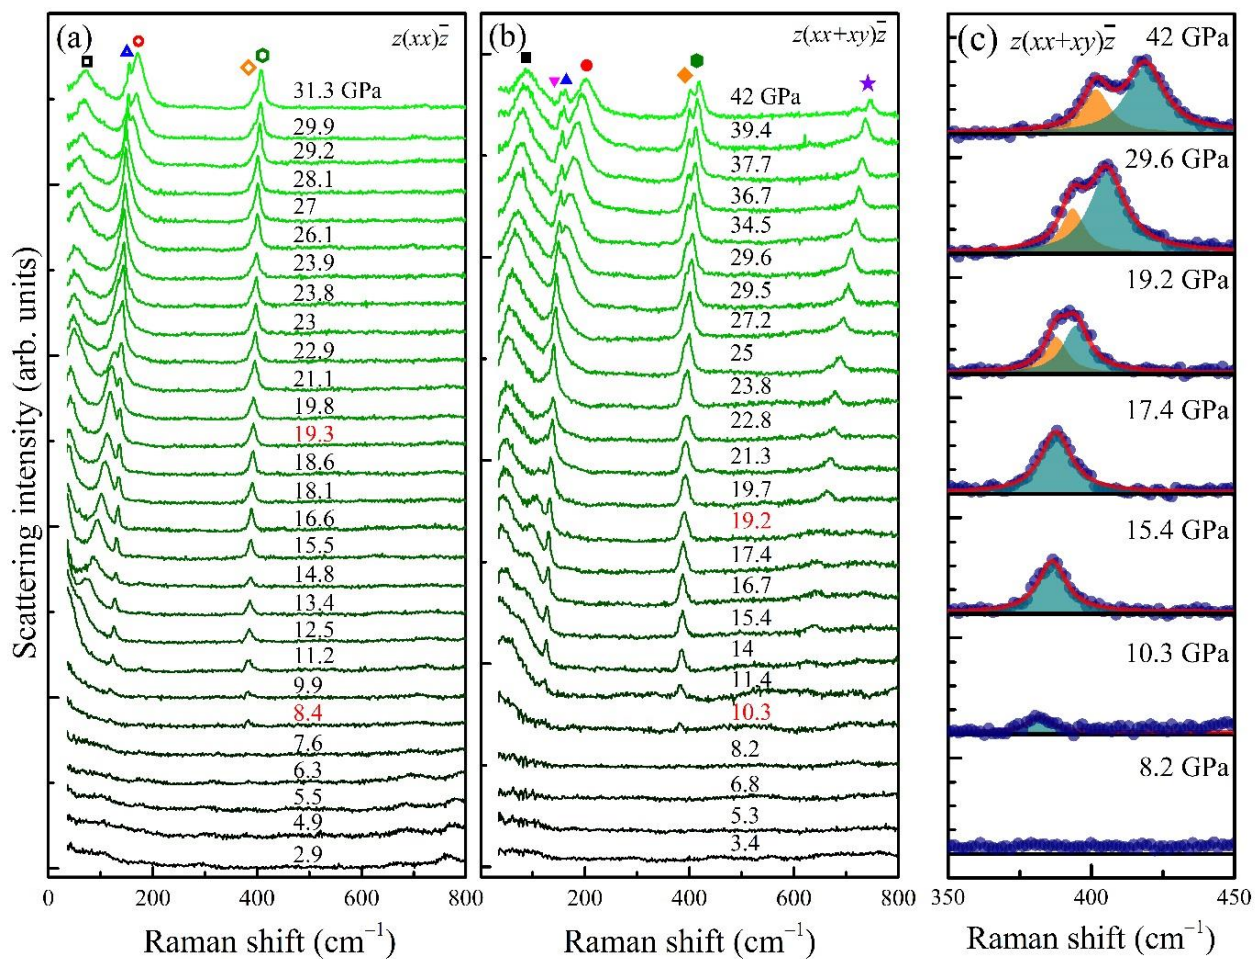 (a)
z(xx)z̄
31.3 GPa
29.9
29.2
28.1
27
26.1
23.9
23.8
23
22.9
21.1
19.8
19.3
18.6
18.1
16.6
15.5
14.8
13.4
12.5
11.2
9.9
8.4
7.6
6.3
5.5
4.9
2.9
0 200 400 600 800
Raman shift (cm⁻¹)
Scattering intensity (arb. units)
(b)
z(xx+xy)z̄
42 GPa
39.4
37.7
36.7
34.5
29.6
29.5
27.2
25
23.8
22.8
21.3
19.7
19.2
17.4
16.7
15.4
14
11.4
10.3
8.2
6.8
5.3
3.4
0 200 400 600 800
Raman shift (cm⁻¹)
(c)
z(xx+xy)z̄
42 GPa
29.6 GPa
19.2 GPa
17.4 GPa
15.4 GPa
10.3 GPa
8.2 GPa
350 400 450
Raman shift (cm⁻¹)